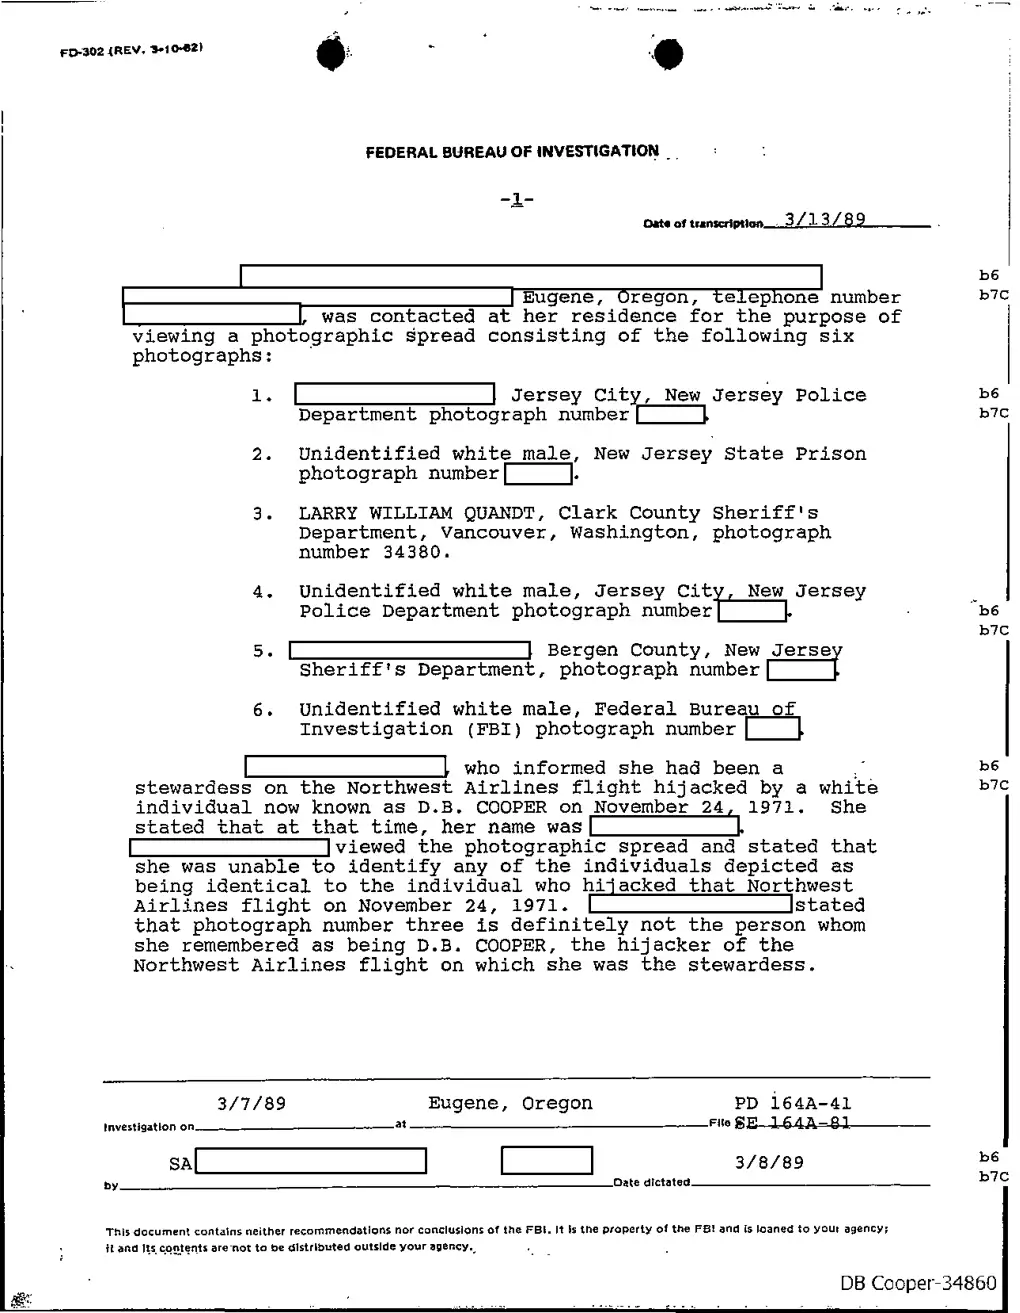 FD-302 (REV. 3-10-82)
FEDERAL BUREAU OF INVESTIGATION
-1-
Date of transcription 3/13/89
b6
b7C
Eugene, Oregon, telephone number
, was contacted at her residence for the purpose of
viewing a photographic spread consisting of the following six
photographs:
1. Jersey City, New Jersey Police
Department photograph number .
b6
b7C
2. Unidentified white male, New Jersey State Prison
photograph number .
3. LARRY WILLIAM QUANDT, Clark County Sheriff's
Department, Vancouver, Washington, photograph
number 34380.
4. Unidentified white male, Jersey City, New Jersey
Police Department photograph number .
b6
b7C
5. Bergen County, New Jersey
Sheriff's Department, photograph number .
6. Unidentified white male, Federal Bureau of
Investigation (FBI) photograph number .
, who informed she had been a
b6
b7C
stewardess on the Northwest Airlines flight hijacked by a white
individual now known as D.B. COOPER on November 24, 1971. She
stated that at that time, her name was .
viewed the photographic spread and stated that
she was unable to identify any of the individuals depicted as
being identical to the individual who hijacked that Northwest
Airlines flight on November 24, 1971. stated
that photograph number three is definitely not the person whom
she remembered as being D.B. COOPER, the hijacker of the
Northwest Airlines flight on which she was the stewardess.
3/7/89 Eugene, Oregon PD 164A-41
Investigation on at File SE 164A-81
SA 3/8/89
b6
b7C
by Date dictated
This document contains neither recommendations nor conclusions of the FBI. It is the property of the FBI and is loaned to your agency;
it and its contents are not to be distributed outside your agency.
DB Cooper-34860